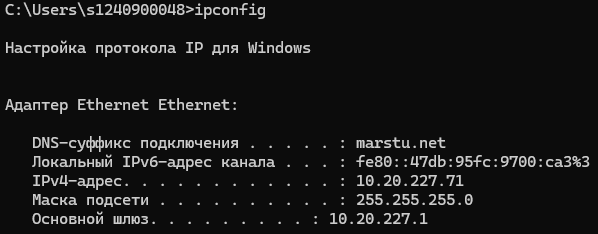 C:\Users\s1240900048>ipconfig
Настройка протокола IP для Windows
Адаптер Ethernet Ethernet:
DNS-суффикс подключения . . . . . : marstu.net
Локальный IPv6-адрес канала . . . : fe80::47db:95fc:9700:ca3%3
IPv4-адрес. . . . . . . . . . . . : 10.20.227.71
Маска подсети . . . . . . . . . . : 255.255.255.0
Основной шлюз. . . . . . . . . : 10.20.227.1